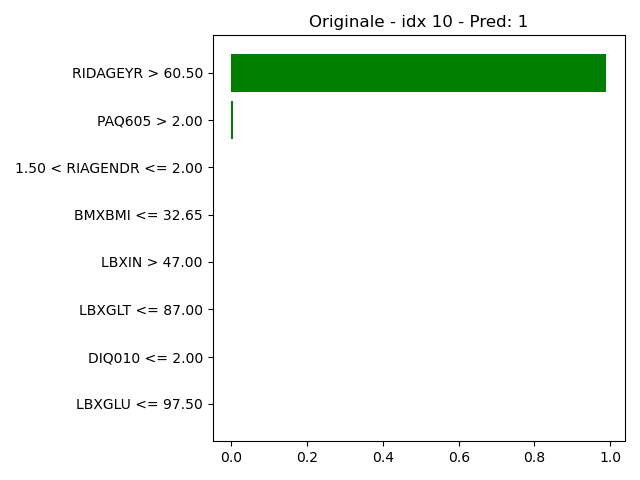 Originale - idx 10 - Pred: 1
RIDAGEYR > 60.50
PAQ605 > 2.00
1.50 < RIAGENDR <= 2.00
BMXBMI <= 32.65
LBXIN > 47.00
LBXGLT <= 87.00
DIQ010 <= 2.00
LBXGLU <= 97.50
0.0 0.2 0.4 0.6 0.8 1.0